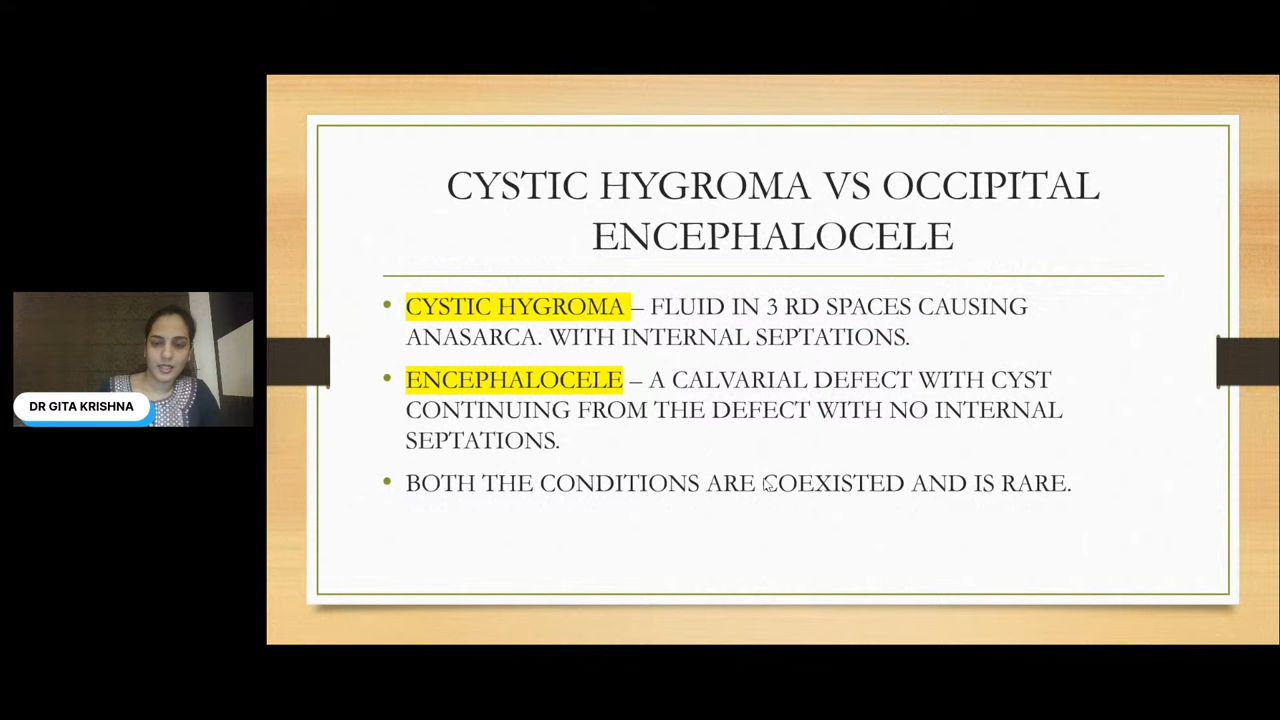 CYSTIC HYGROMA VS OCCIPITAL
ENCEPHALOCELE
• CYSTIC HYGROMA – FLUID IN 3 RD SPACES CAUSING
ANASARCA. WITH INTERNAL SEPTATIONS.
• ENCEPHALOCELE – A CALVARIAL DEFECT WITH CYST
CONTINUING FROM THE DEFECT WITH NO INTERNAL
SEPTATIONS.
• BOTH THE CONDITIONS ARE COEXISTED AND IS RARE.
DR GITA KRISHNA